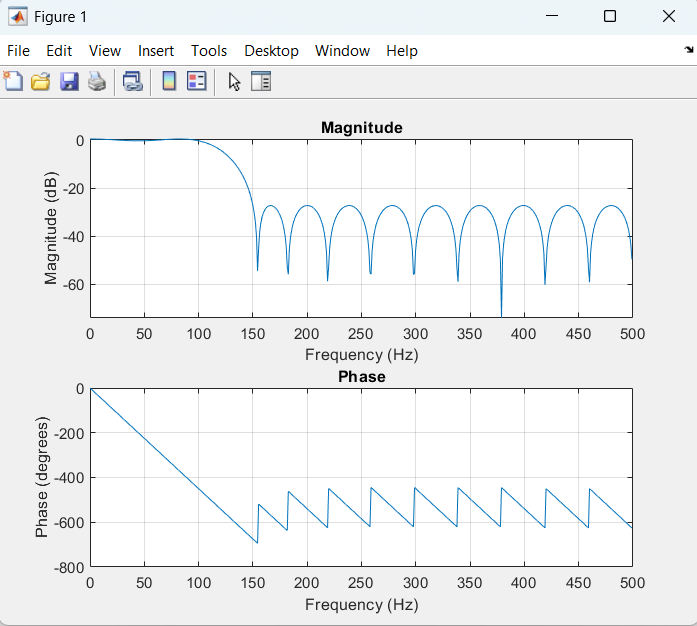 Figure 1
File Edit View Insert Tools Desktop Window Help
Magnitude
0
-20
-40
-60
Magnitude (dB)
0 50 100 150 200 250 300 350 400 450 500
Frequency (Hz)
Phase
0
-200
-400
-600
-800
Phase (degrees)
0 50 100 150 200 250 300 350 400 450 500
Frequency (Hz)